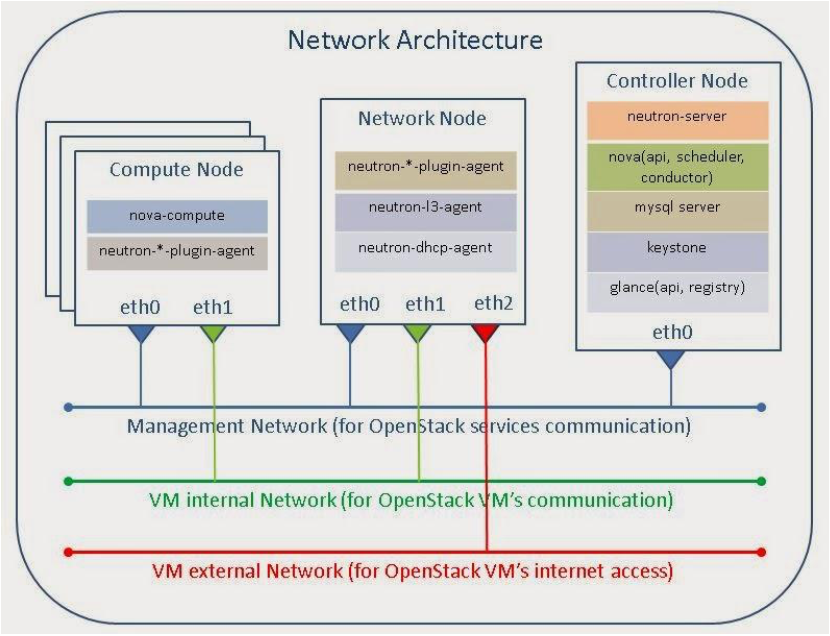 Network Architecture
Compute Node
nova-compute
neutron-*-plugin-agent
eth0 eth1
Network Node
neutron-*-plugin-agent
neutron-l3-agent
neutron-dhcp-agent
eth0 eth1 eth2
Controller Node
neutron-server
nova(api, scheduler,
conductor)
mysql server
keystone
glance(api, registry)
eth0
Management Network (for OpenStack services communication)
VM internal Network (for OpenStack VM's communication)
VM external Network (for OpenStack VM's internet access)